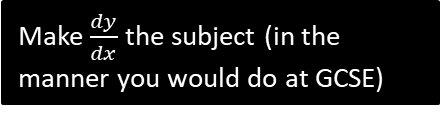 Make dy/dx the subject (in the
manner you would do at GCSE)